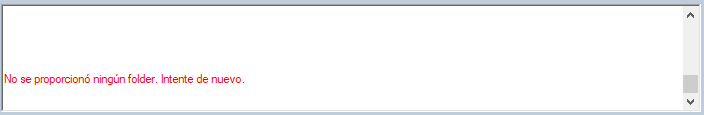 No se proporcionó ningún folder. Intente de nuevo.